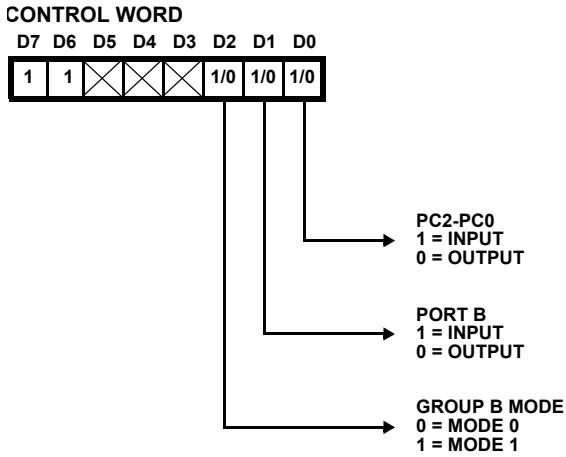 CONTROL WORD
D7 D6 D5 D4 D3 D2 D1 D0
1 1 1/0 1/0 1/0
PC2-PC0
1 = INPUT
0 = OUTPUT
PORT B
1 = INPUT
0 = OUTPUT
GROUP B MODE
0 = MODE 0
1 = MODE 1